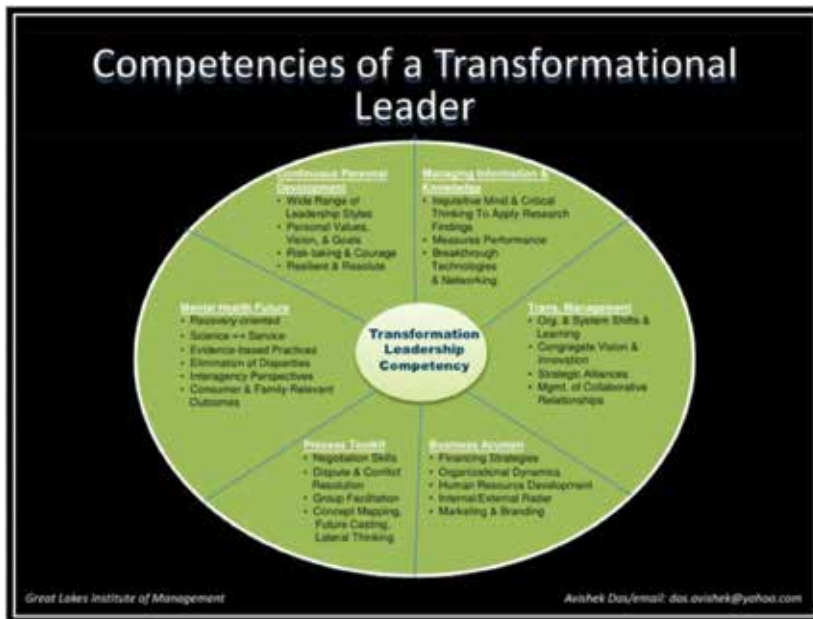 Competencies of a Transformational
Leader
Continuous Personal
Development
• Wide Range of
Leadership Styles
• Personal Values,
Vision, & Goals
• Risk-taking & Courage
• Resilient & Resolute
Managing Information &
Knowledge
• Inquisitive Mind & Critical
Thinking To Apply Research
Findings
• Measures Performance
• Breakthrough
Technologies
& Networking
Mental Health Future
• Recovery-oriented
• Science ↔ Service
• Evidence-based Practices
• Elimination of Disparities
• Interagency Perspectives
• Consumer & Family Relevant
Outcomes
Transformation
Leadership
Competency
Trans. Management
• Org. & System Shifts &
Learning
• Congregate Vision &
Innovation
• Strategic Alliances
• Mgmt. of Collaborative
Relationships
Process Toolkit
• Negotiation Skills
• Dispute & Conflict
Resolution
• Group Facilitation
• Concept Mapping,
Future Casting,
Lateral Thinking
Business Acumen
• Financing Strategies
• Organizational Dynamics
• Human Resource Development
• Internal/External Radar
• Marketing & Branding
Great Lakes Institute of Management
Avishek Das/email: das.avishek@yahoo.com